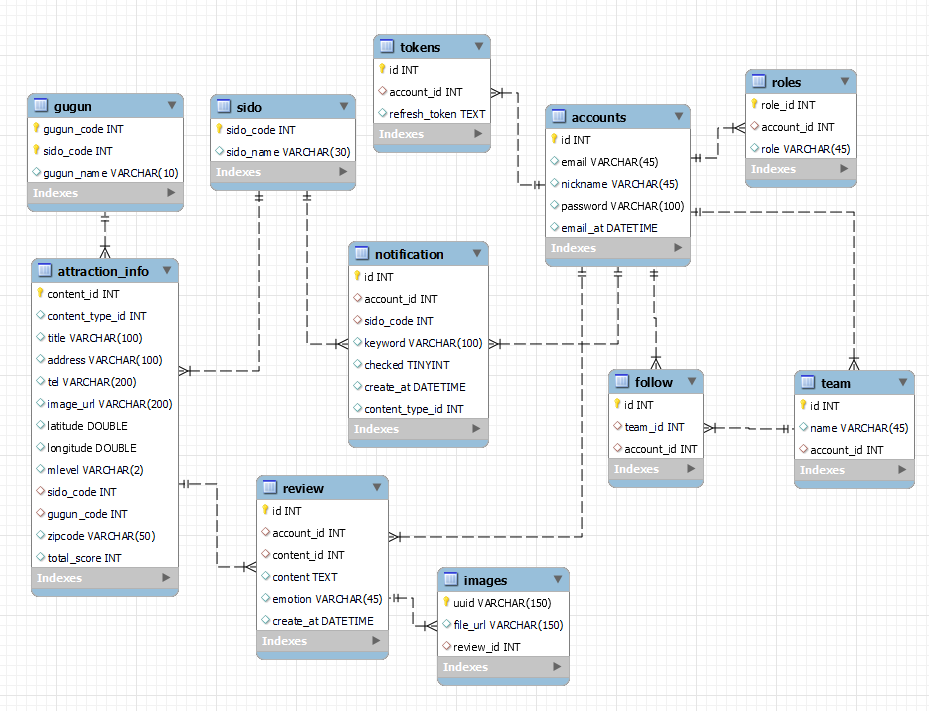 tokens
id INT
account_id INT
refresh_token TEXT
Indexes
roles
role_id INT
account_id INT
role VARCHAR(45)
Indexes
gugun
gugun_code INT
sido_code INT
gugun_name VARCHAR(10)
Indexes
sido
sido_code INT
sido_name VARCHAR(30)
Indexes
accounts
id INT
email VARCHAR(45)
nickname VARCHAR(45)
password VARCHAR(100)
email_at DATETIME
Indexes
notification
id INT
account_id INT
sido_code INT
keyword VARCHAR(100)
checked TINYINT
create_at DATETIME
content_type_id INT
Indexes
attraction_info
content_id INT
content_type_id INT
title VARCHAR(100)
address VARCHAR(100)
tel VARCHAR(200)
image_url VARCHAR(200)
latitude DOUBLE
longitude DOUBLE
mlevel VARCHAR(2)
sido_code INT
gugun_code INT
zipcode VARCHAR(50)
total_score INT
Indexes
follow
id INT
team_id INT
account_id INT
Indexes
team
id INT
name VARCHAR(45)
account_id INT
Indexes
review
id INT
account_id INT
content_id INT
content TEXT
emotion VARCHAR(45)
create_at DATETIME
Indexes
images
uuid VARCHAR(150)
file_url VARCHAR(150)
review_id INT
Indexes